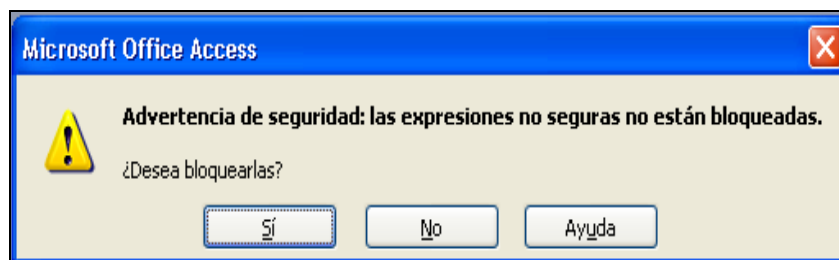 Microsoft Office Access
Advertencia de seguridad: las expresiones no seguras no están bloqueadas.
¿Desea bloquearlas?
Sí No Ayuda